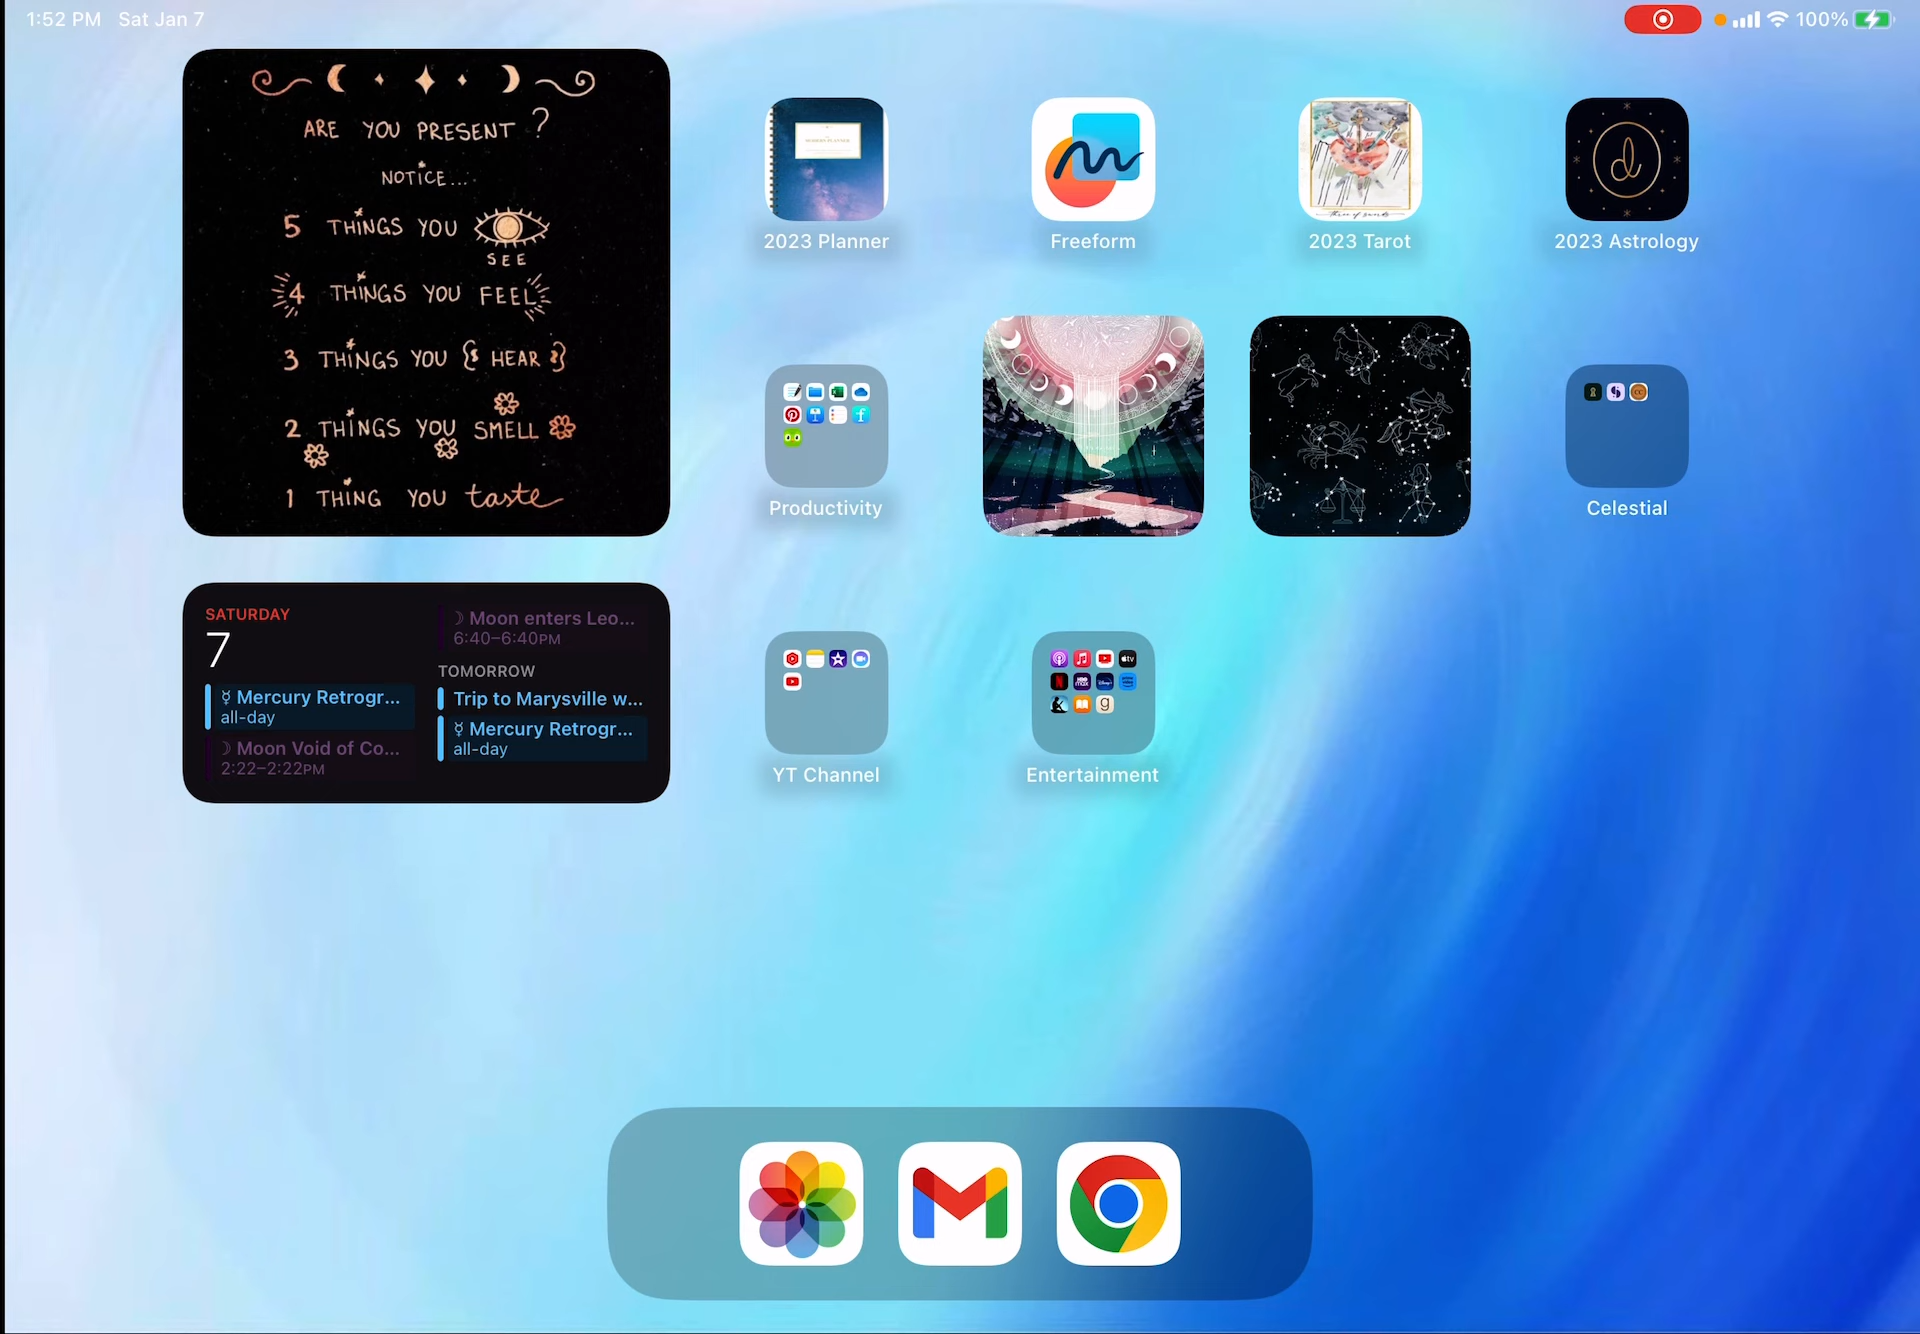 1:52 PM Sat Jan 7
100%
ARE YOU PRESENT ?
NOTICE...
5 THINGS YOU
SEE
4 THINGS YOU FEEL
3 THINGS YOU { HEAR }
2 THINGS YOU SMELL
1 THING YOU taste
SATURDAY
7
☿ Mercury Retrogr...
all-day
☽ Moon Void of Co...
2:22–2:22PM
☽ Moon enters Leo...
6:40–6:40PM
TOMORROW
Trip to Marysville w...
☿ Mercury Retrogr...
all-day
2023 Planner
Freeform
three of swords
2023 Tarot
d
2023 Astrology
Productivity
Celestial
YT Channel
Entertainment